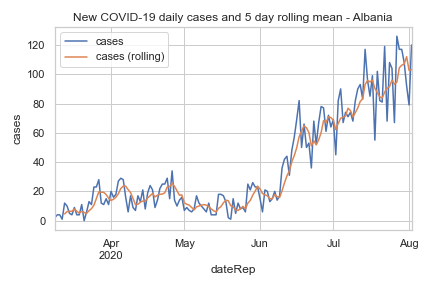 New COVID-19 daily cases and 5 day rolling mean - Albania
cases
cases (rolling)
120
100
80
60
40
20
0
cases
Apr
2020
May
Jun
Jul
Aug
dateRep